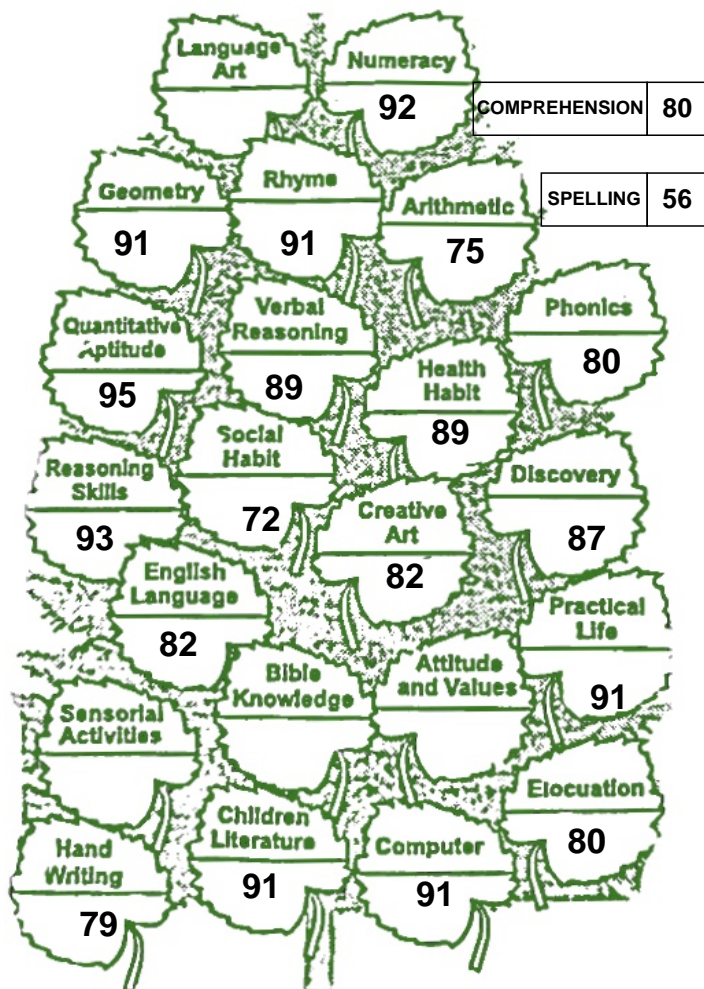 Language
Art
Numeracy
92
COMPREHENSION 80
Geometry
91
Rhyme
91
Arithmetic
75
SPELLING 56
Quantitative
Aptitude
95
Verbal
Reasoning
89
Health
Habit
89
Phonics
80
Reasoning
Skills
93
Social
Habit
72
Creative
Art
82
Discovery
87
English
Language
82
Practical
Life
91
Sensorial
Activities
Bible
Knowledge
Attitude
and Values
Elocuation
80
Hand
Writing
79
Children
Literature
91
Computer
91